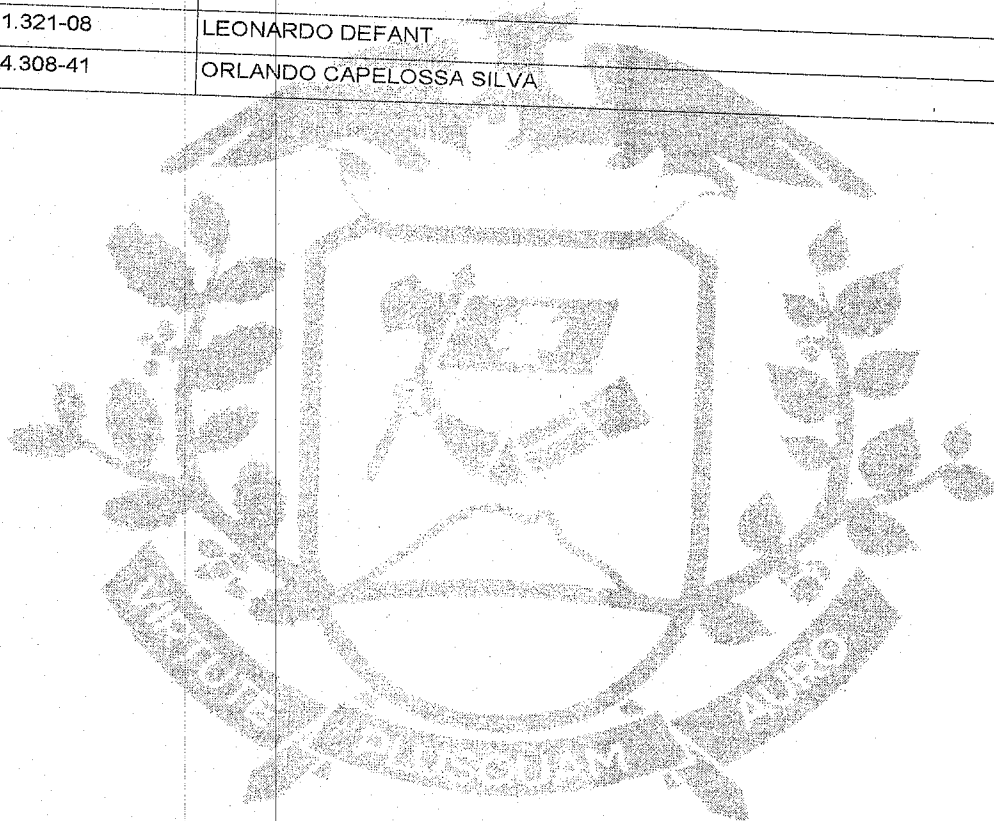 1.321-08 LEONARDO DEFANT
4.308-41 ORLANDO CAPELOSSA SILVA
VIRTUTE PLUSQUAM AURO